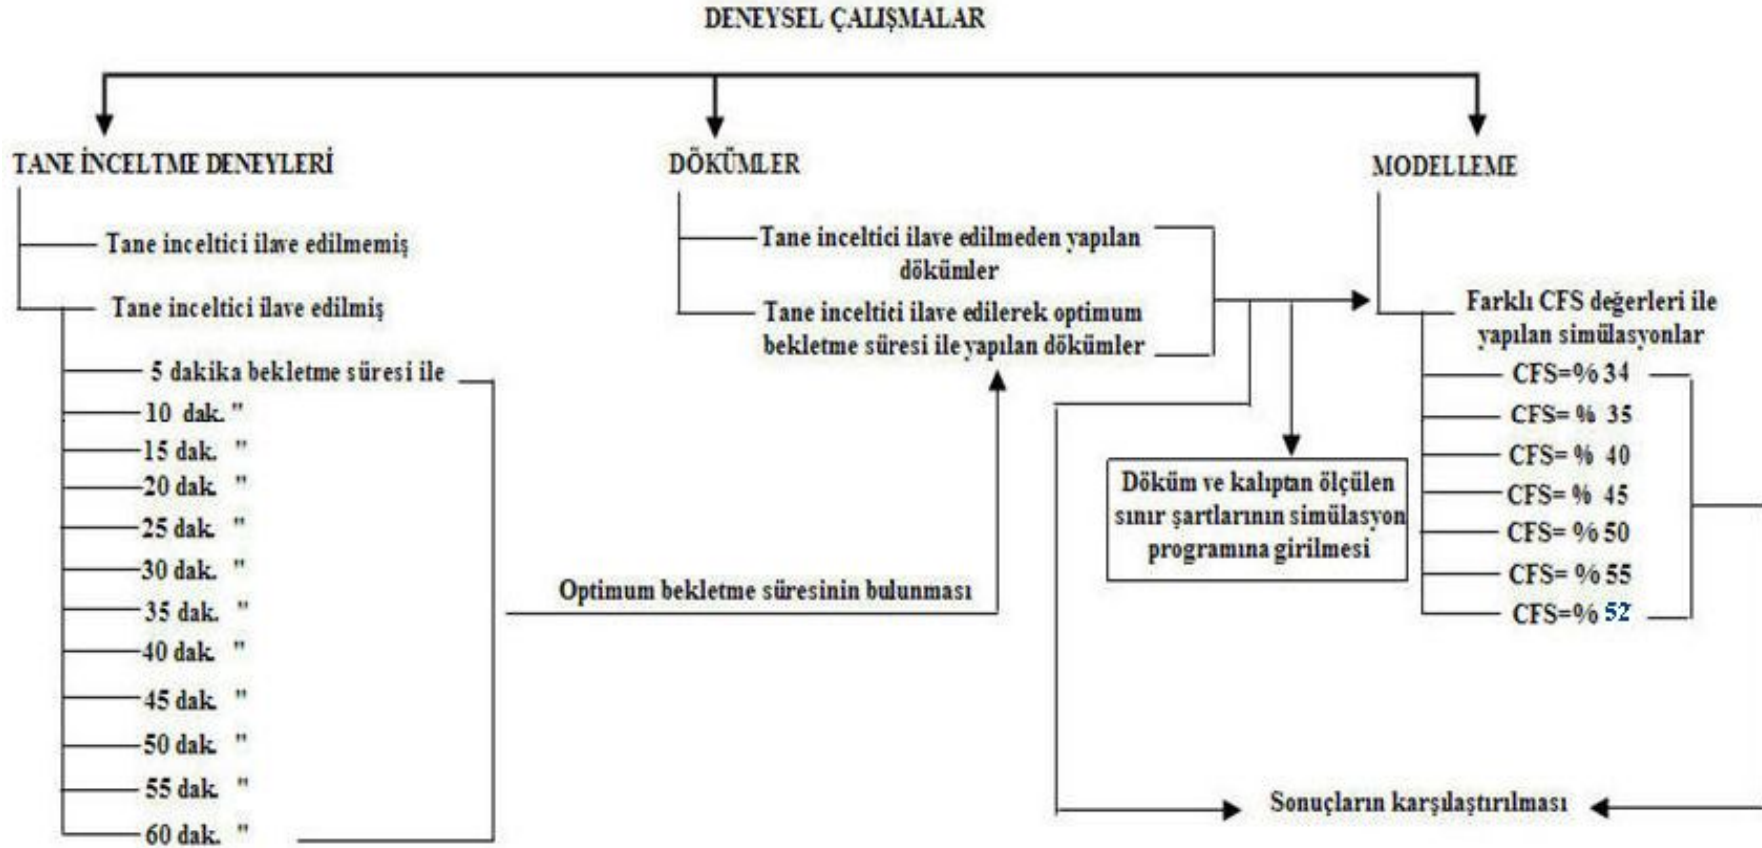 DENEYSEL ÇALIŞMALAR
TANE İNCELTME DENEYLERİ
Tane inceltici ilave edilmemiş
Tane inceltici ilave edilmiş
5 dakika bekletme süresi ile
10 dak. "
15 dak. "
20 dak. "
25 dak. "
30 dak. "
35 dak. "
40 dak. "
45 dak. "
50 dak. "
55 dak. "
60 dak. "
Optimum bekletme süresinin bulunması
DÖKÜMLER
Tane inceltici ilave edilmeden yapılan
dökümler
Tane inceltici ilave edilerek optimum
bekletme süresi ile yapılan dökümler
Döküm ve kalıptan ölçülen
sınır şartlarının simülasyon
programına girilmesi
MODELLEME
Farklı CFS değerleri ile
yapılan simülasyonlar
CFS=% 34
CFS= % 35
CFS= % 40
CFS= % 45
CFS= % 50
CFS= % 55
CFS=% 52
Sonuçların karşılaştırılması